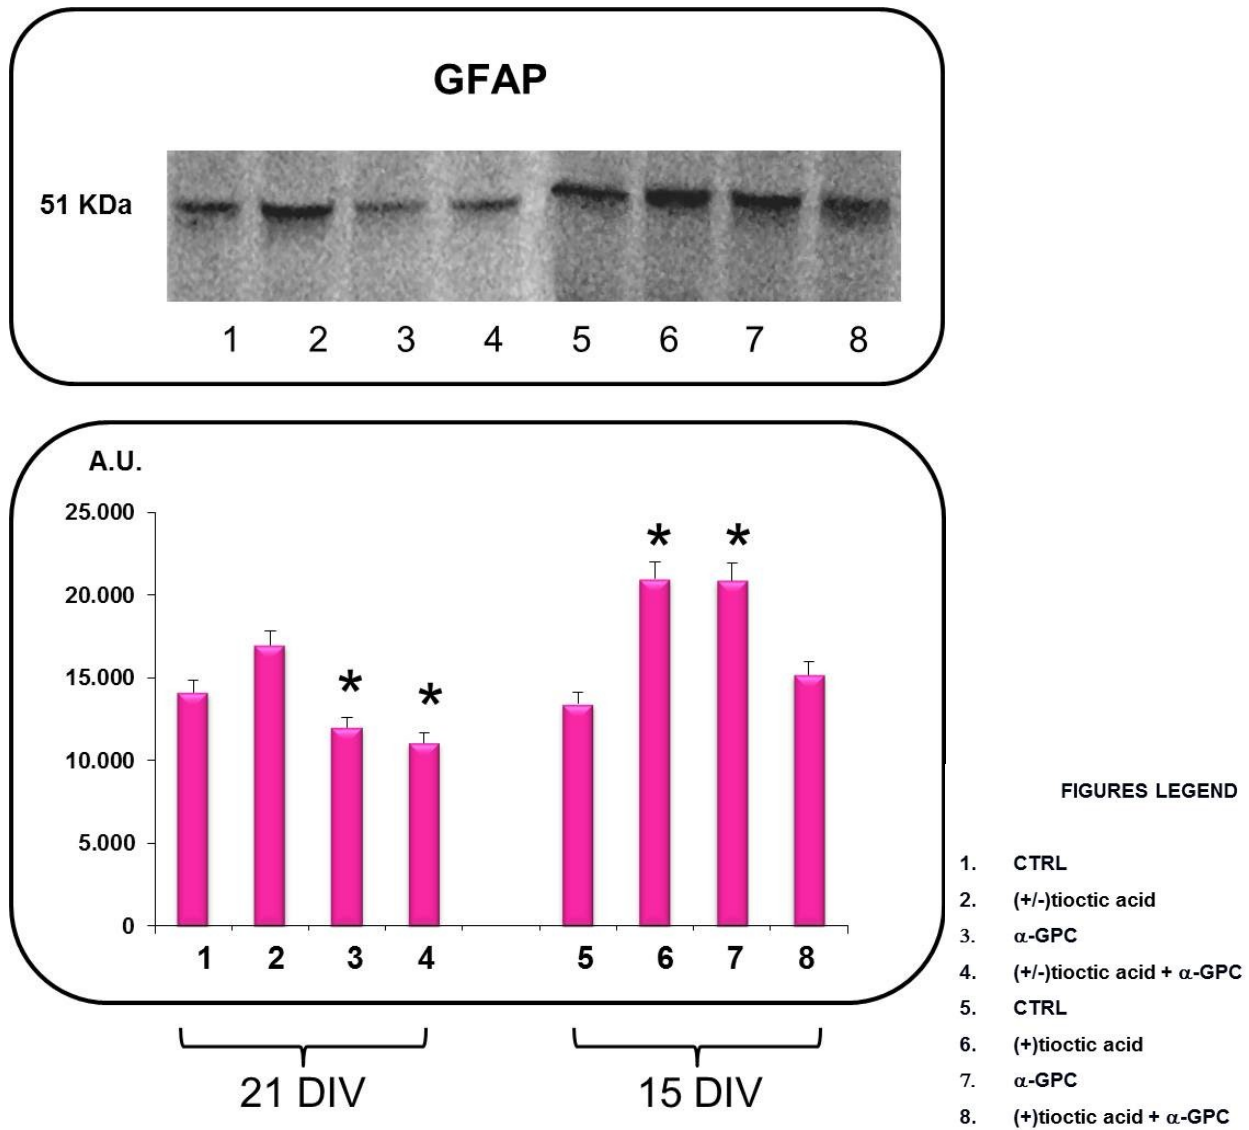 GFAP
51 KDa
1 2 3 4 5 6 7 8
A.U.
25.000
20.000
15.000
10.000
5.000
0
* * * *
1 2 3 4 5 6 7 8
21 DIV 15 DIV
FIGURES LEGEND
1. CTRL
2. (+/-)tioctic acid
3. α-GPC
4. (+/-)tioctic acid + α-GPC
5. CTRL
6. (+)tioctic acid
7. α-GPC
8. (+)tioctic acid + α-GPC